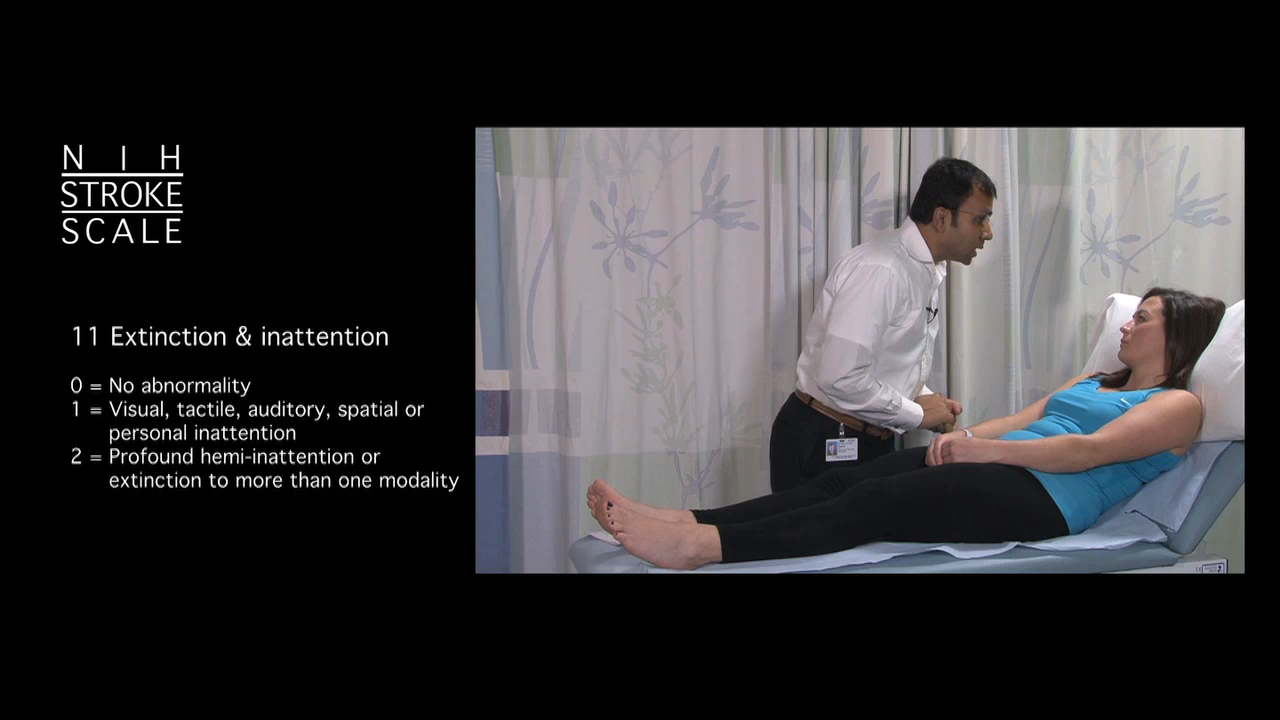 N I H
STROKE
SCALE
11 Extinction & inattention
0 = No abnormality
1 = Visual, tactile, auditory, spatial or
personal inattention
2 = Profound hemi-inattention or
extinction to more than one modality